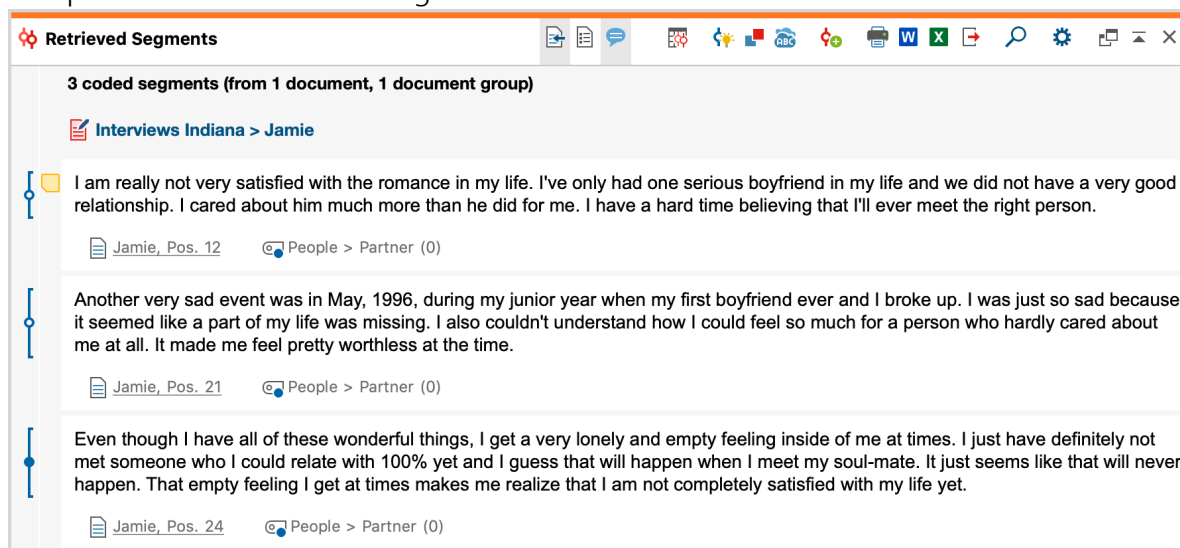 Retrieved Segments
ABC
W
X
3 coded segments (from 1 document, 1 document group)
Interviews Indiana > Jamie
I am really not very satisfied with the romance in my life. I've only had one serious boyfriend in my life and we did not have a very good
relationship. I cared about him much more than he did for me. I have a hard time believing that I'll ever meet the right person.
Jamie, Pos. 12 People > Partner (0)
Another very sad event was in May, 1996, during my junior year when my first boyfriend ever and I broke up. I was just so sad because
it seemed like a part of my life was missing. I also couldn't understand how I could feel so much for a person who hardly cared about
me at all. It made me feel pretty worthless at the time.
Jamie, Pos. 21 People > Partner (0)
Even though I have all of these wonderful things, I get a very lonely and empty feeling inside of me at times. I just have definitely not
met someone who I could relate with 100% yet and I guess that will happen when I meet my soul-mate. It just seems like that will never
happen. That empty feeling I get at times makes me realize that I am not completely satisfied with my life yet.
Jamie, Pos. 24 People > Partner (0)